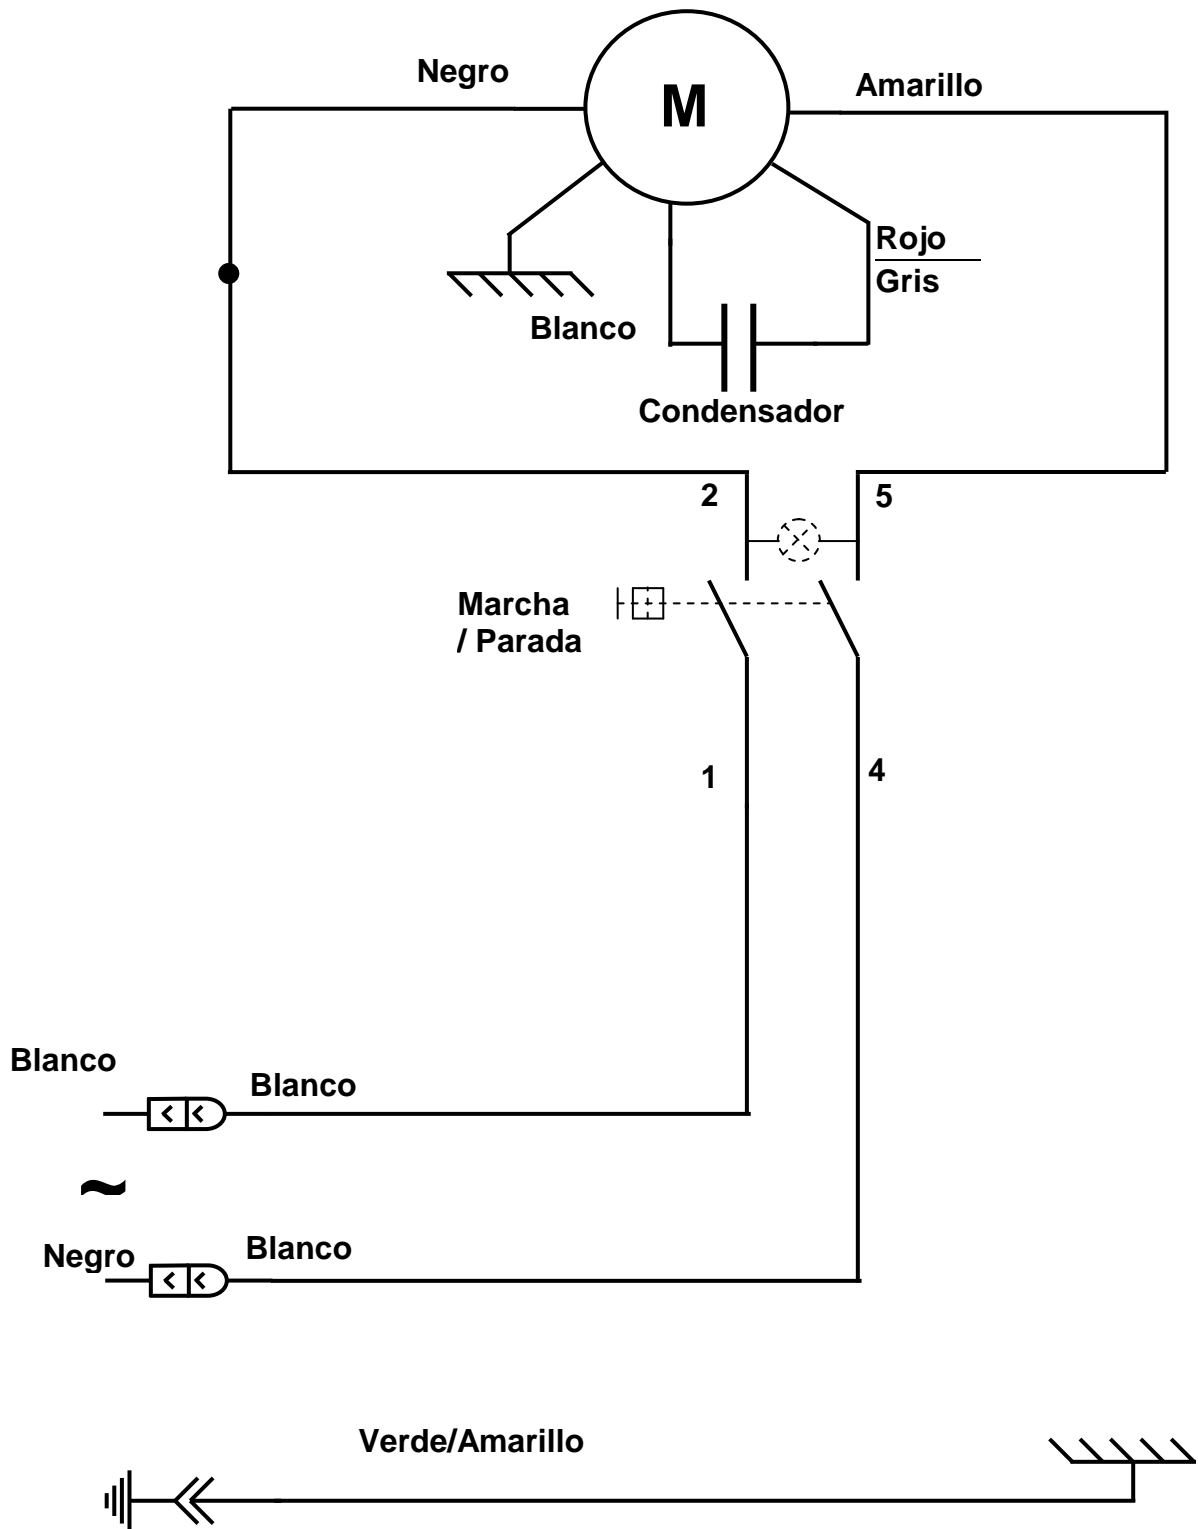 Negro
M
Amarillo
Rojo
Gris
Blanco
Condensador
2
5
Marcha
/ Parada
1
4
Blanco
Blanco
~
Negro
Blanco
Verde/Amarillo